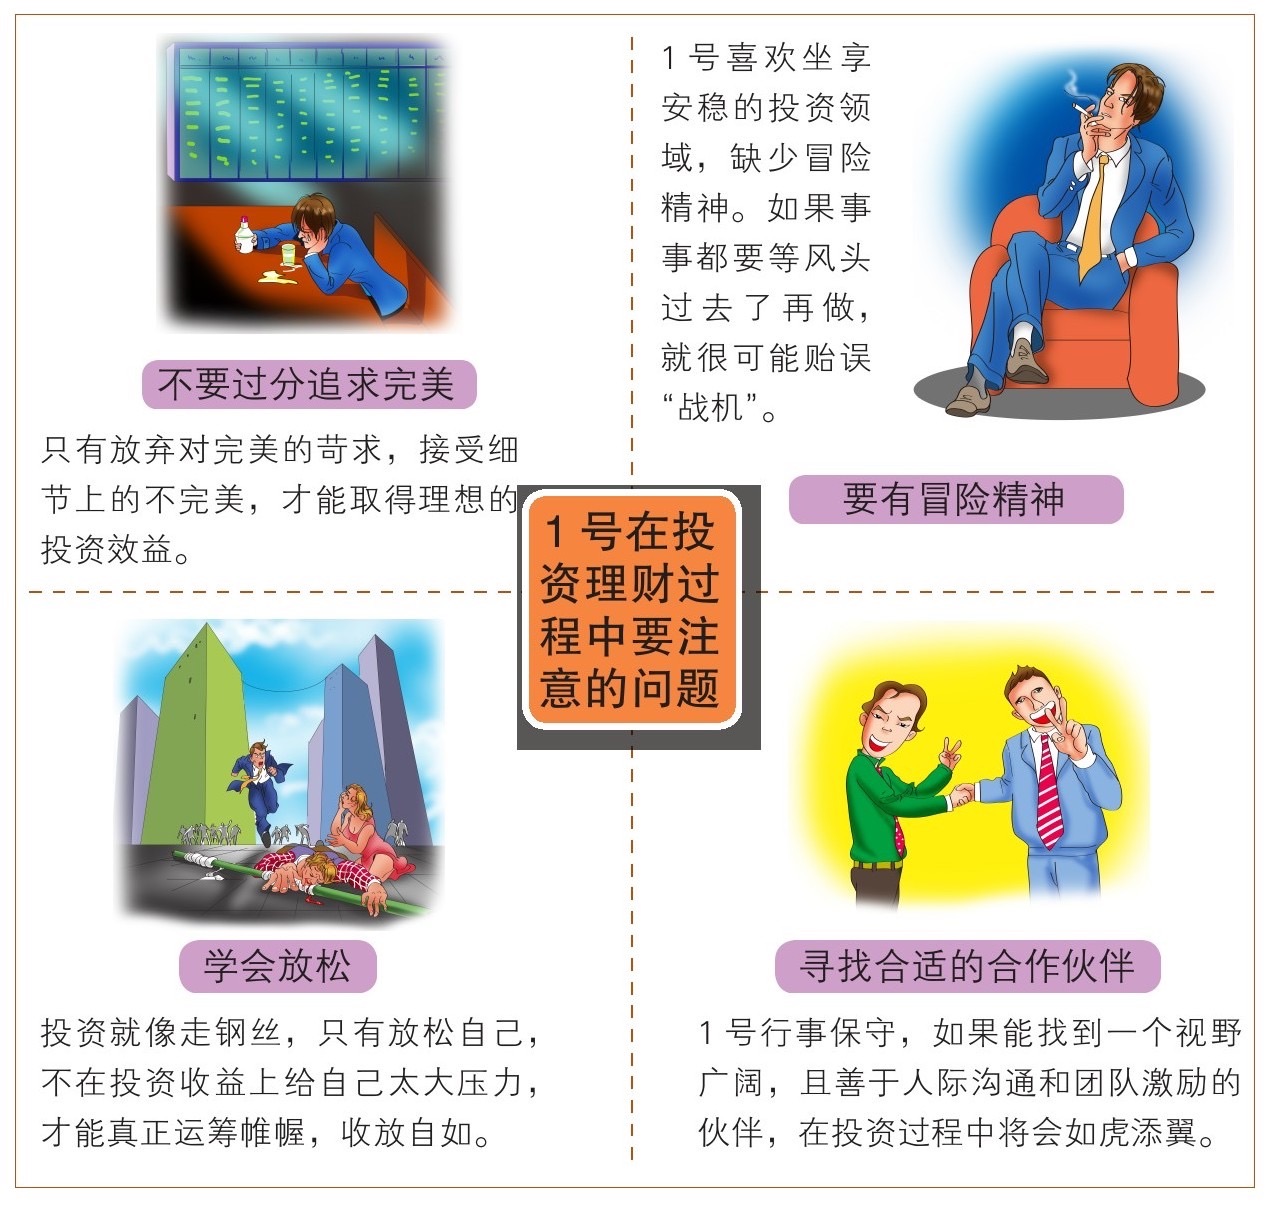 不要过分追求完美
只有放弃对完美的苛求，接受细
节上的不完美，才能取得理想的
投资效益。
1 号喜欢坐享
安稳的投资领
域，缺少冒险
精神。如果事
事都要等风头
过去了再做，
就很可能贻误
“战机”。
要有冒险精神
1 号在投
资理财过
程中要注
意的问题
学会放松
投资就像走钢丝，只有放松自己，
不在投资收益上给自己太大压力，
才能真正运筹帷幄，收放自如。
寻找合适的合作伙伴
1 号行事保守，如果能找到一个视野
广阔，且善于人际沟通和团队激励的
伙伴，在投资过程中将会如虎添翼。